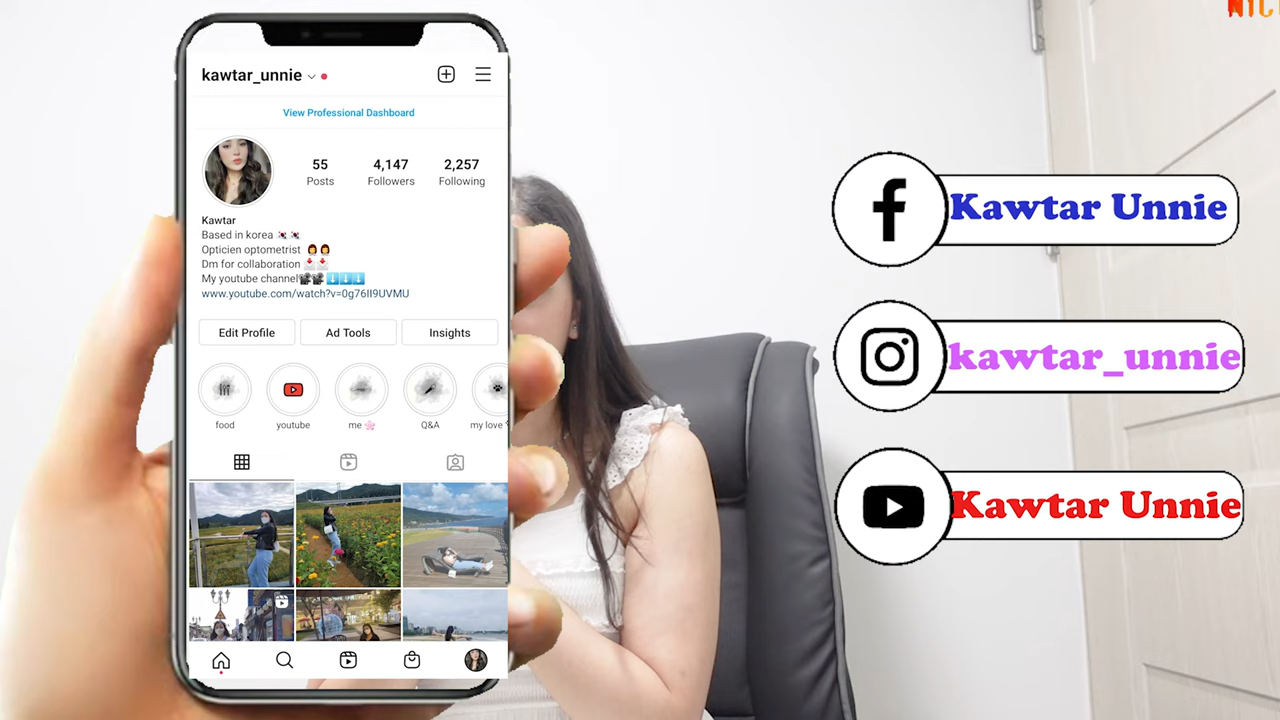 NIC
kawtar_unnie
View Professional Dashboard
55
4,147
2,257
Posts
Followers
Following
Kawtar
Based in korea 🇰🇷 🇰🇷
Opticien optometrist
Dm for collaboration
My youtube channel
www.youtube.com/watch?v=0g76II9UVMU
Edit Profile
Ad Tools
Insights
food
youtube
me 🌸
Q&A
my love
Kawtar Unnie
kawtar_unnie
Kawtar Unnie